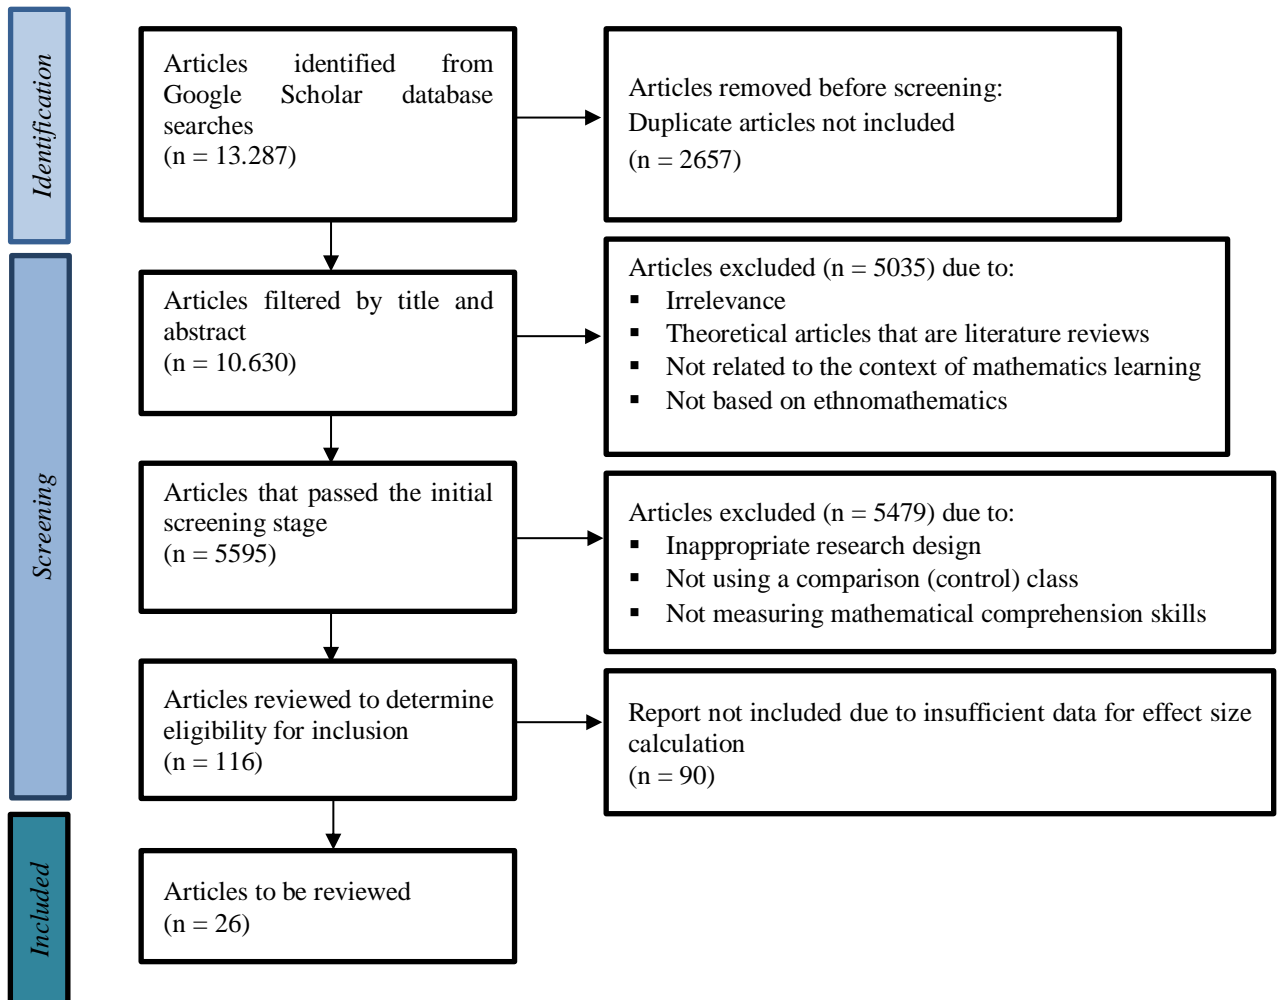 Identification
Articles identified from
Google Scholar database
searches
(n = 13.287)
Articles removed before screening:
Duplicate articles not included
(n = 2657)
Screening
Articles filtered by title and
abstract
(n = 10.630)
Articles excluded (n = 5035) due to:
▪ Irrelevance
▪ Theoretical articles that are literature reviews
▪ Not related to the context of mathematics learning
▪ Not based on ethnomathematics
Articles that passed the initial
screening stage
(n = 5595)
Articles excluded (n = 5479) due to:
▪ Inappropriate research design
▪ Not using a comparison (control) class
▪ Not measuring mathematical comprehension skills
Articles reviewed to determine
eligibility for inclusion
(n = 116)
Report not included due to insufficient data for effect size
calculation
(n = 90)
Included
Articles to be reviewed
(n = 26)